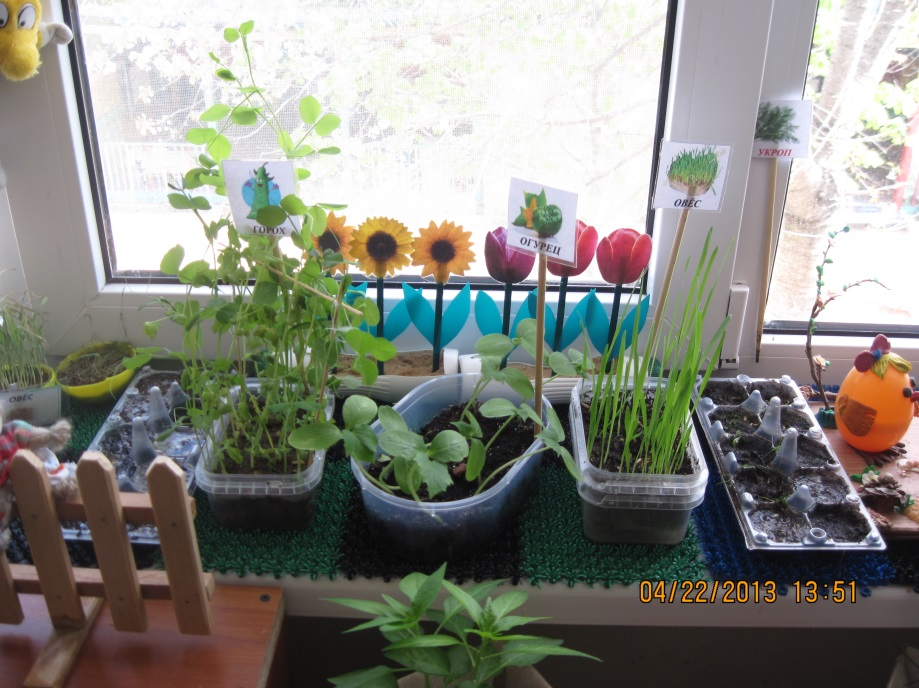 УКРОП
ГОРОХ
ОГУРЕЦ
ОВЁС
ОВЁС
04/22/2013 13:51